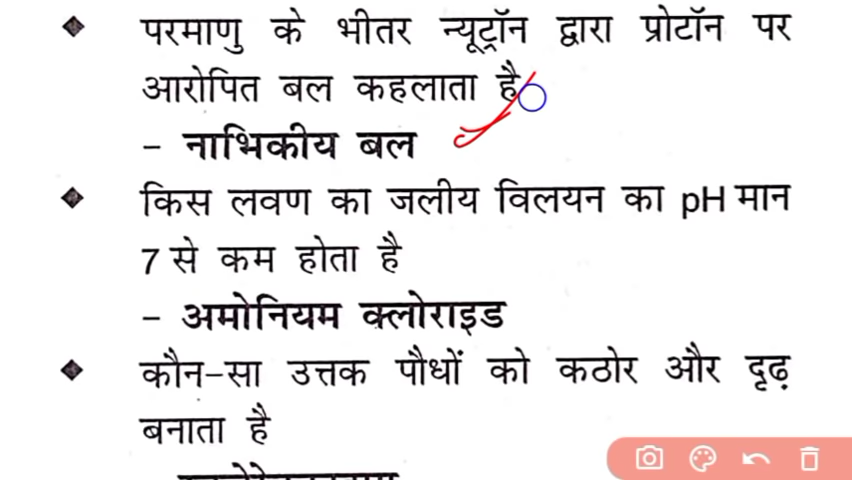 परमाणु के भीतर न्यूट्रॉन द्वारा प्रोटॉन पर
आरोपित बल कहलाता है
– नाभिकीय बल
किस लवण का जलीय विलयन का pH मान
7 से कम होता है
– अमोनियम क्लोराइड
कौन-सा उत्तक पौधों को कठोर और दृढ़
बनाता है